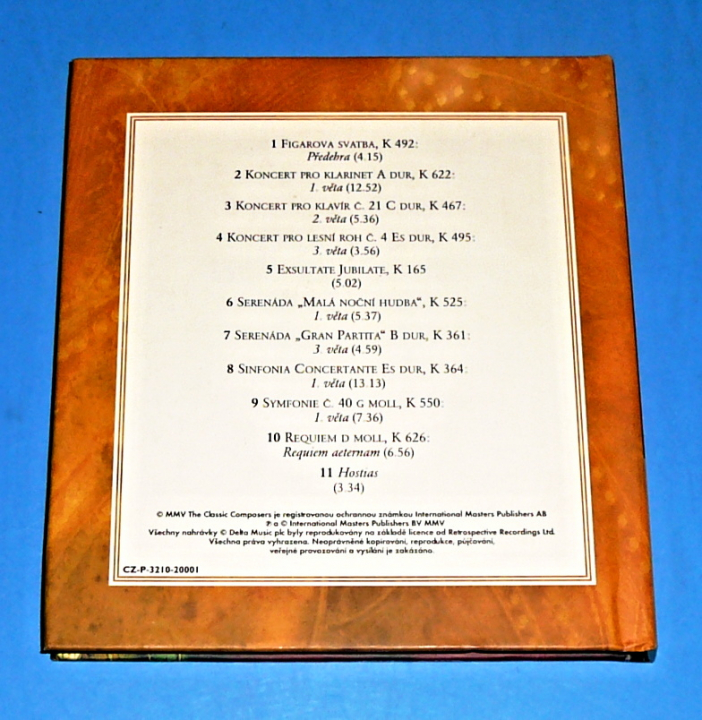 1 Figarova svatba, K 492:
Předehra (4.15)
2 Koncert pro klarinet A dur, K 622:
1. věta (12.52)
3 Koncert pro klavír č. 21 C dur, K 467:
2. věta (5.36)
4 Koncert pro lesní roh č. 4 Es dur, K 495:
3. věta (3.56)
5 Exsultate Jubilate, K 165
(5.02)
6 Serenáda „Malá noční hudba“, K 525:
1. věta (5.37)
7 Serenáda „Gran Partita“ B dur, K 361:
3. věta (4.59)
8 Sinfonia Concertante Es dur, K 364:
1. věta (13.13)
9 Symfonie č. 40 g moll, K 550:
1. věta (7.36)
10 Requiem d moll, K 626:
Requiem aeternam (6.56)
11 Hostias
(3.34)
© MMV The Classic Composers je registrovanou ochrannou známkou International Masters Publishers AB
℗ a © International Masters Publishers BV MMV
Všechny nahrávky © Delta Music plc byly reprodukovány na základě licence od Retrospective Recordings Ltd.
Všechna práva vyhrazena. Neoprávněné kopírování, reprodukce, půjčování,
veřejné provozování a vysílání je zakázáno.
CZ-P-3210-20001